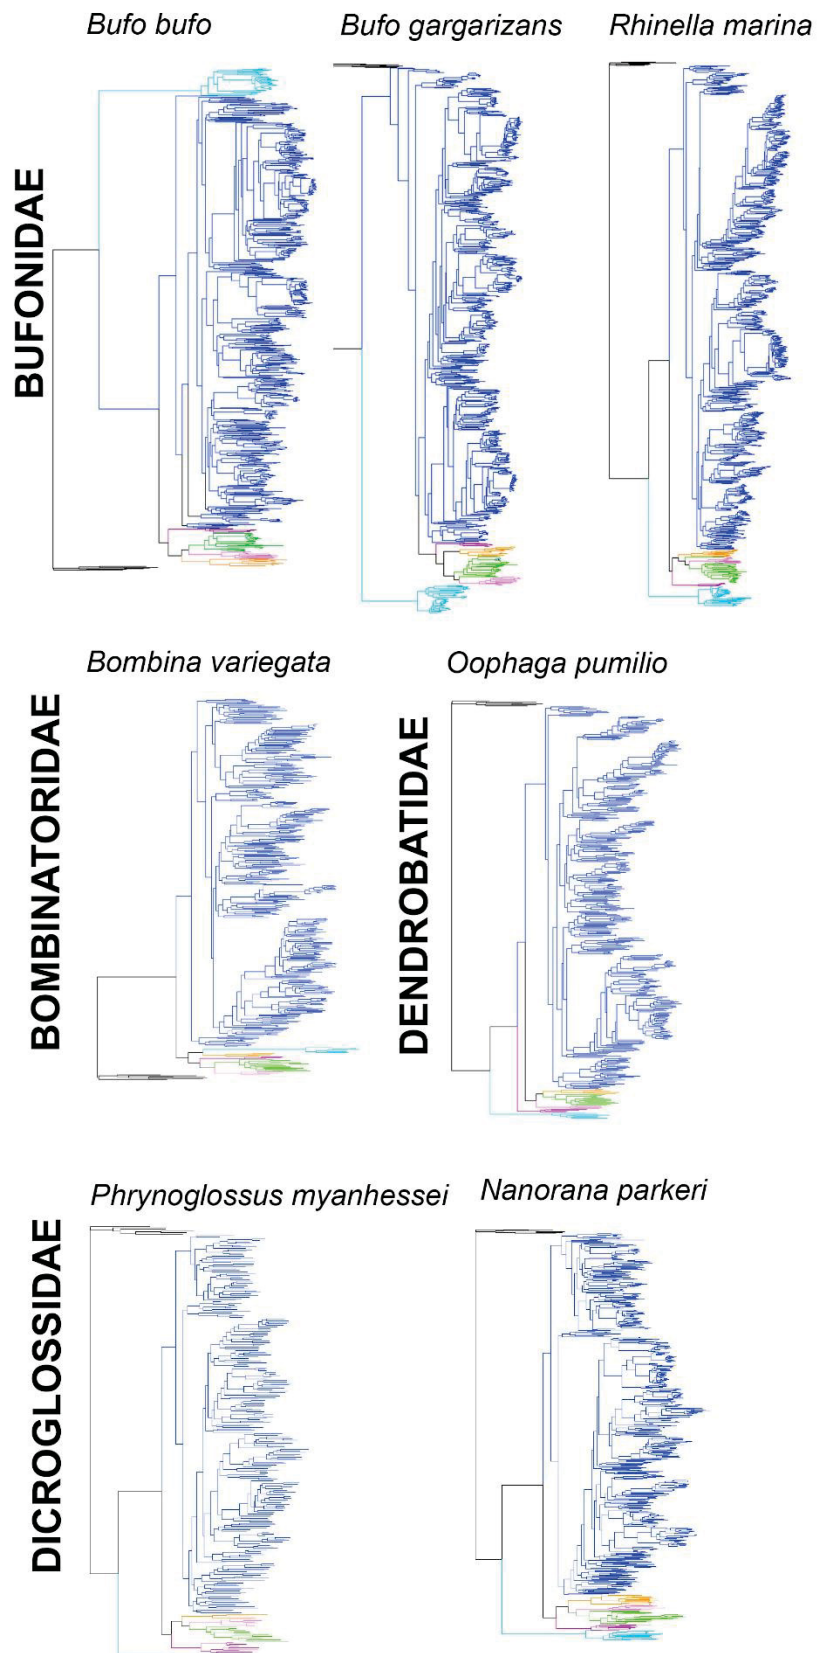 Bufo bufo
Bufo gargarizans
Rhinella marina
BUFONIDAE
Bombina variegata
Oophaga pumilio
BOMBINATORIDAE
DENDROBATIDAE
Phrynoglossus myanhessei
Nanorana parkeri
DICROGLOSSIDAE